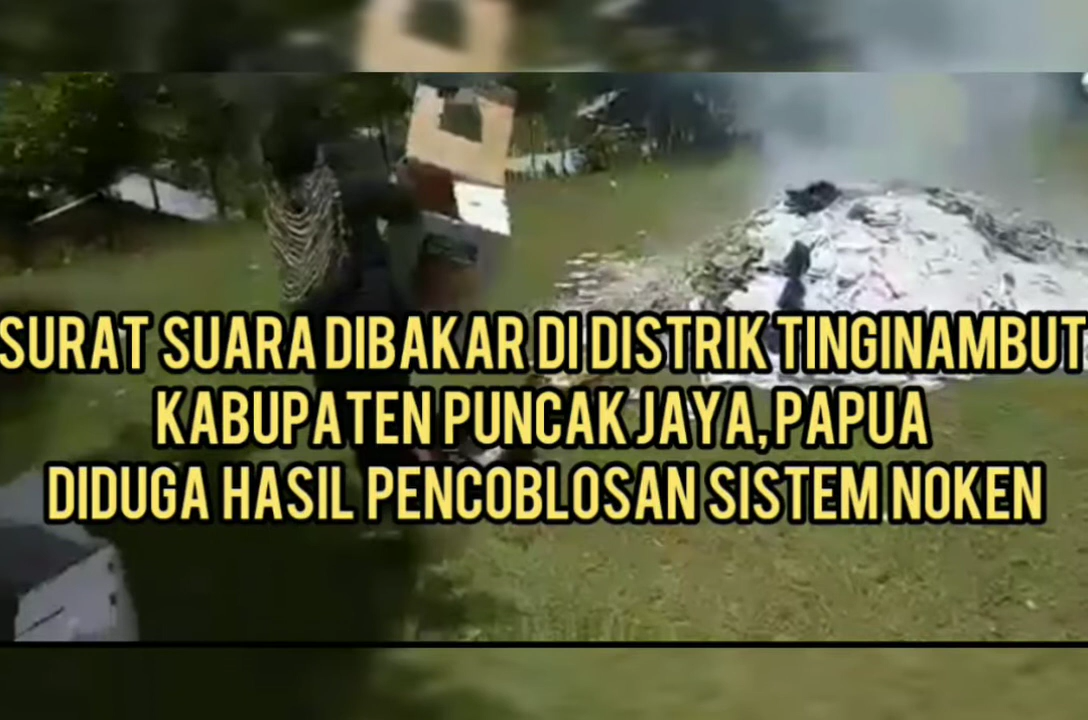 SURAT SUARA DIBAKAR DI DISTRIK TINGINAMBUT
KABUPATEN PUNCAK JAYA, PAPUA
DIDUGA HASIL PENCOBLOSAN SISTEM NOKEN